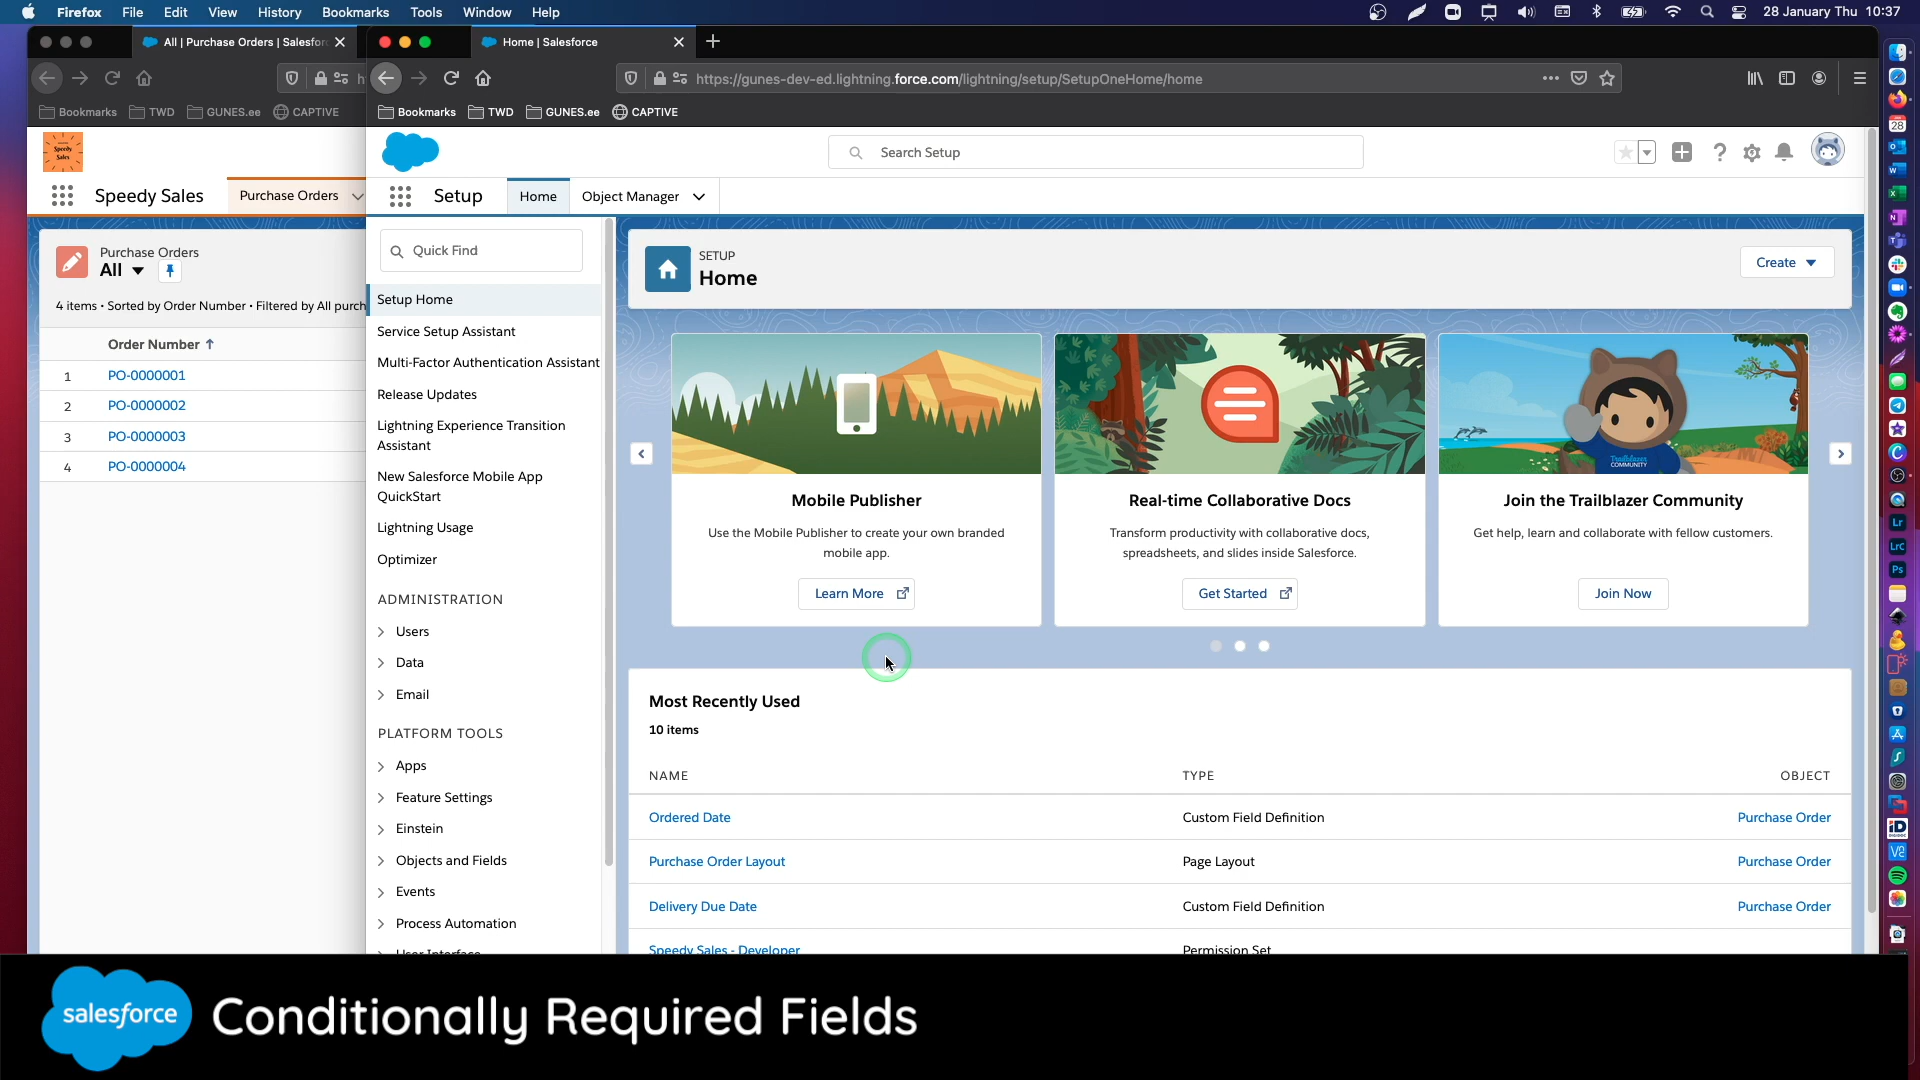 Firefox File Edit View History Bookmarks Tools Window Help
28 January Thu 10:37
All | Purchase Orders | Salesfor
Home | Salesforce
https://gunes-dev-ed.lightning.force.com/lightning/setup/SetupOneHome/home
Bookmarks TWD GUNES.ee CAPTIVE
Bookmarks TWD GUNES.ee CAPTIVE
Speedy Sales
Search Setup
Speedy Sales
Purchase Orders
Setup
Home
Object Manager
Purchase Orders
All
4 items • Sorted by Order Number • Filtered by All purch
Order Number
1 PO-0000001
2 PO-0000002
3 PO-0000003
4 PO-0000004
Quick Find
Setup Home
Service Setup Assistant
Multi-Factor Authentication Assistant
Release Updates
Lightning Experience Transition
Assistant
New Salesforce Mobile App
QuickStart
Lightning Usage
Optimizer
ADMINISTRATION
Users
Data
Email
PLATFORM TOOLS
Apps
Feature Settings
Einstein
Objects and Fields
Events
Process Automation
User Interface
SETUP
Home
Create
Mobile Publisher
Use the Mobile Publisher to create your own branded
mobile app.
Learn More
Real-time Collaborative Docs
Transform productivity with collaborative docs,
spreadsheets, and slides inside Salesforce.
Get Started
Trailblazer
COMMUNITY
Join the Trailblazer Community
Get help, learn and collaborate with fellow customers.
Join Now
Most Recently Used
10 items
NAME TYPE OBJECT
Ordered Date Custom Field Definition Purchase Order
Purchase Order Layout Page Layout Purchase Order
Delivery Due Date Custom Field Definition Purchase Order
Speedy Sales - Developer Permission Set
28
Lr
LrC
Ps
iD
salesforce
Conditionally Required Fields